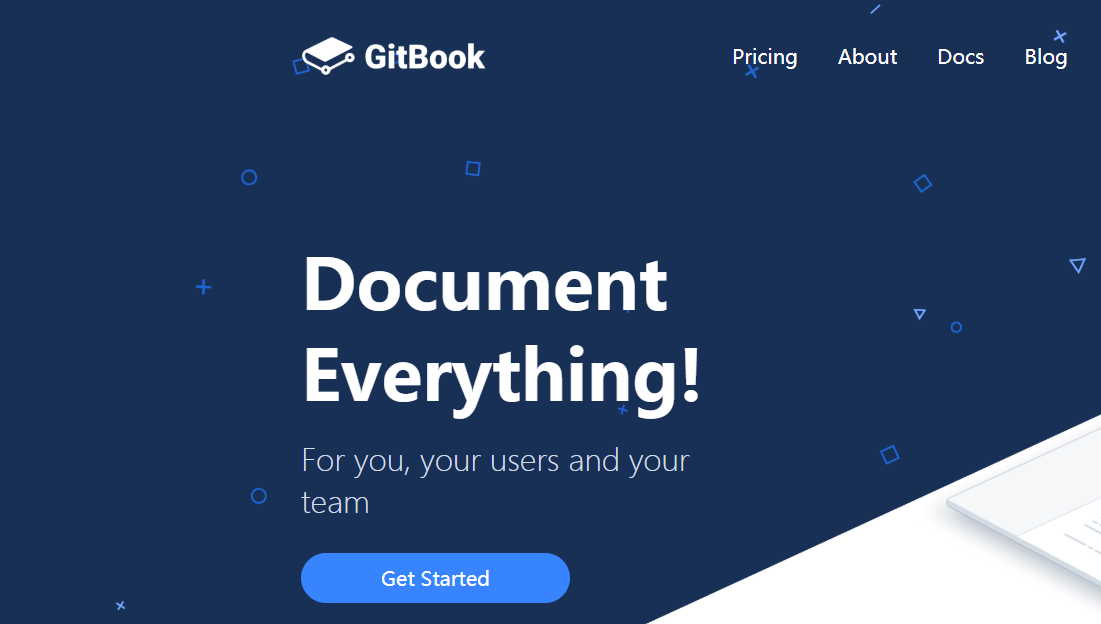 GitBook
Pricing About Docs Blog
Document
Everything!
For you, your users and your
team
Get Started